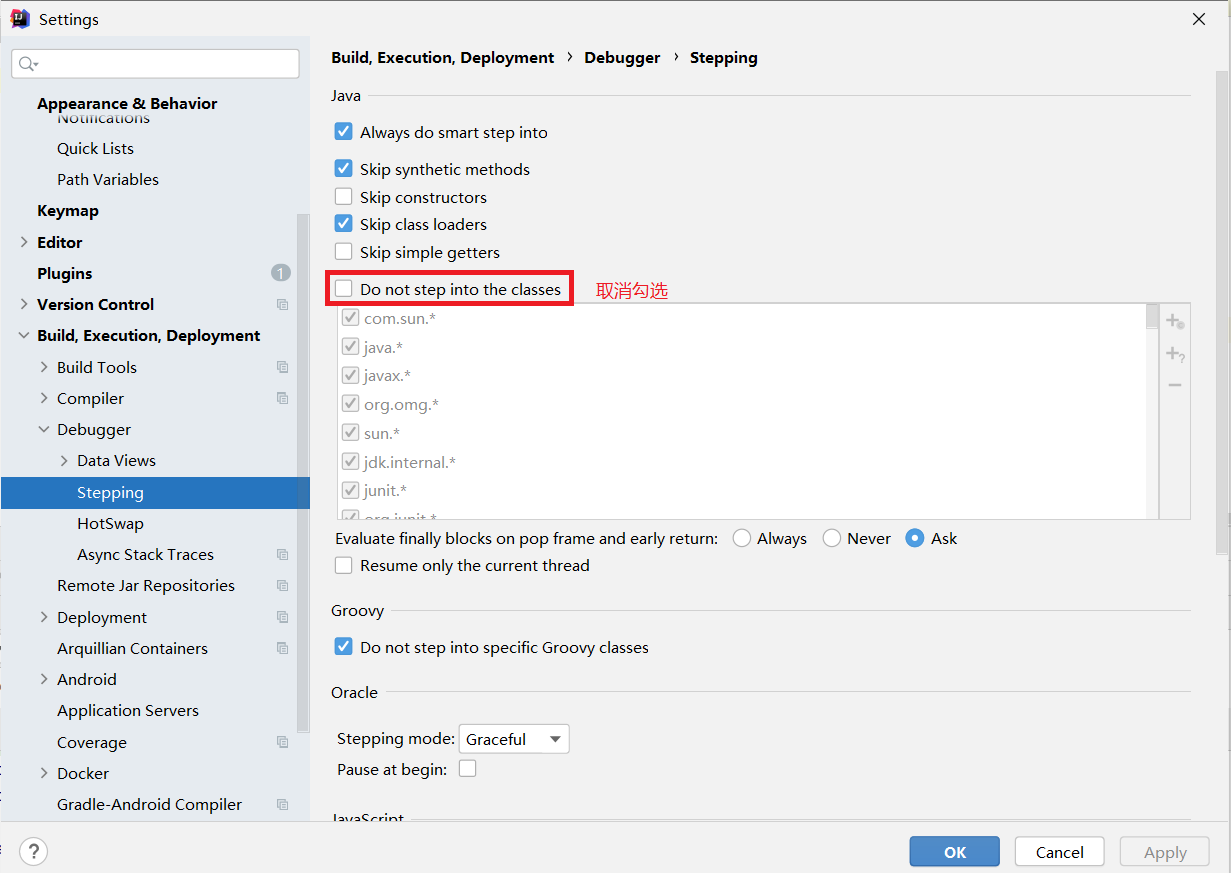 Settings
Appearance & Behavior
Notifications
Quick Lists
Path Variables
Keymap
Editor
Plugins
1
Version Control
Build, Execution, Deployment
Build Tools
Compiler
Debugger
Data Views
Stepping
HotSwap
Async Stack Traces
Remote Jar Repositories
Deployment
Arquillian Containers
Android
Application Servers
Coverage
Docker
Gradle-Android Compiler
Build, Execution, Deployment › Debugger › Stepping
Java
Always do smart step into
Skip synthetic methods
Skip constructors
Skip class loaders
Skip simple getters
Do not step into the classes 取消勾选
com.sun.*
java.*
javax.*
org.omg.*
sun.*
jdk.internal.*
junit.*
org.junit.*
Evaluate finally blocks on pop frame and early return: Always Never Ask
Resume only the current thread
Groovy
Do not step into specific Groovy classes
Oracle
Stepping mode: Graceful
Pause at begin:
JavaScript
? OK Cancel Apply